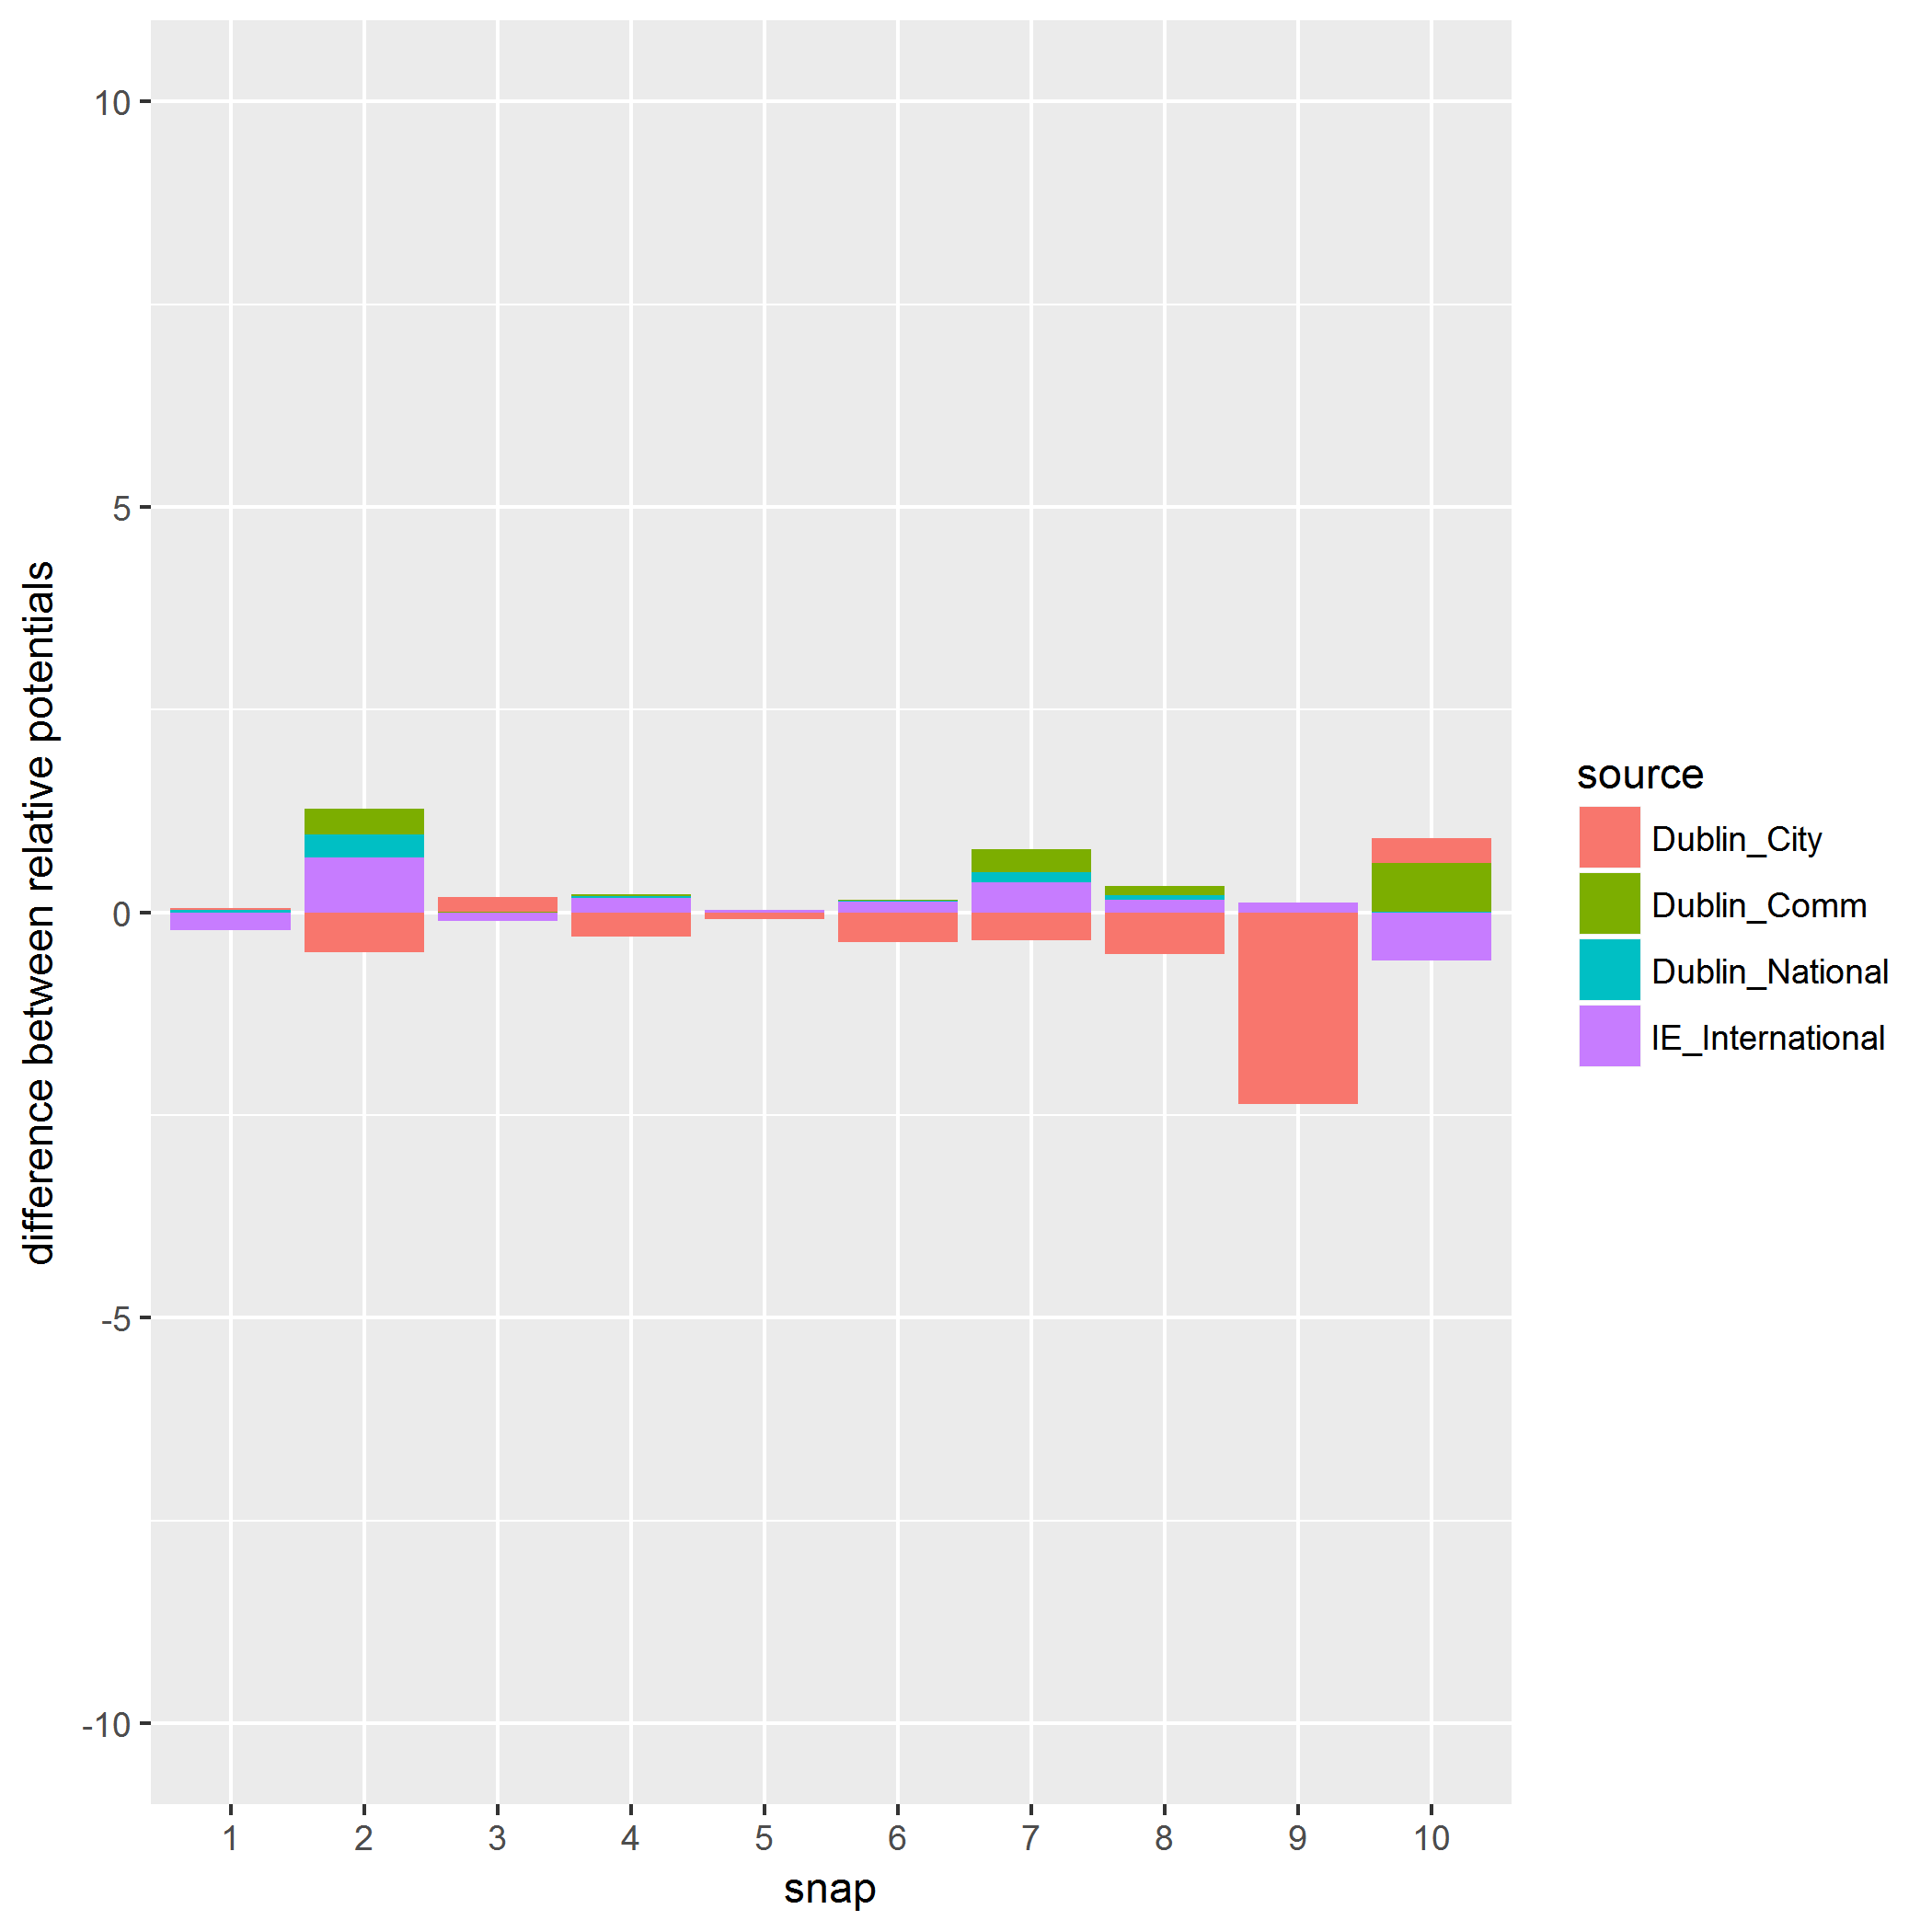 difference between relative potentials
10
5
0
-5
-10
1 2 3 4 5 6 7 8 9 10
snap
source
Dublin_City
Dublin_Comm
Dublin_National
IE_International